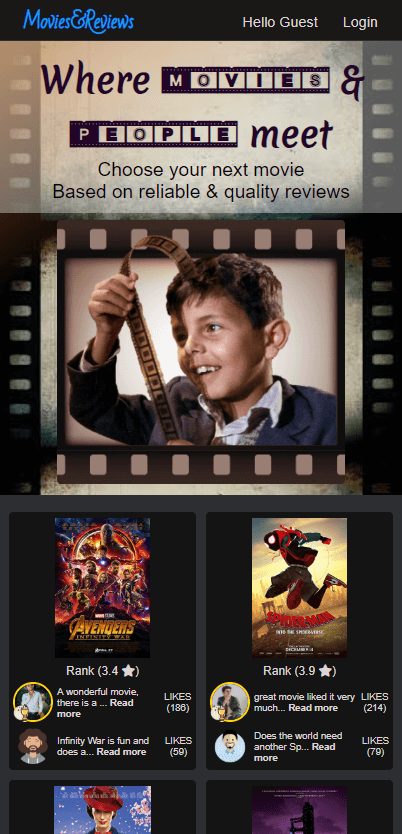 Movies&Reviews
Hello Guest
Login
Where MOVIES &
PEOPLE meet
Choose your next movie
Based on reliable & quality reviews
MARVEL STUDIOS
AVENGERS
INFINITY WAR
APRIL 27
SPIDER-MAN
INTO THE SPIDER-VERSE
DECEMBER 14
Rank (3.4 ★)
Rank (3.9 ★)
A wonderful movie,
there is a ... Read
more
LIKES
(186)
great movie liked it very
much... Read more
LIKES
(214)
Infinity War is fun and
does a... Read more
LIKES
(59)
Does the world need
another Sp... Read
more
LIKES
(79)